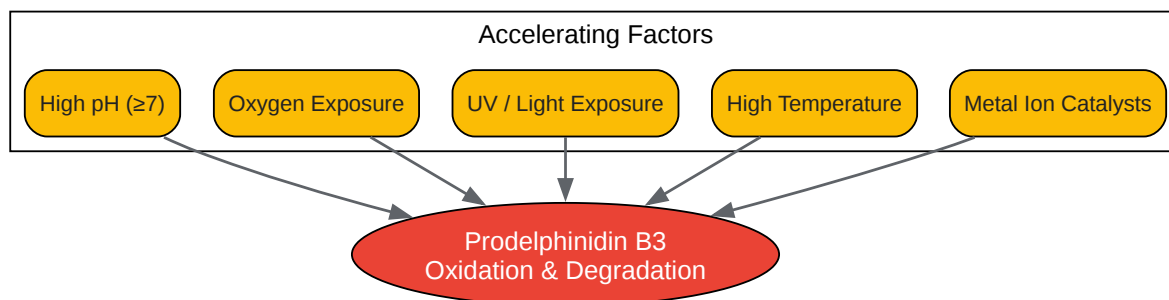 Accelerating Factors
High pH (≥7)
Oxygen Exposure
UV / Light Exposure
High Temperature
Metal Ion Catalysts
Prodelphinidin B3
Oxidation & Degradation